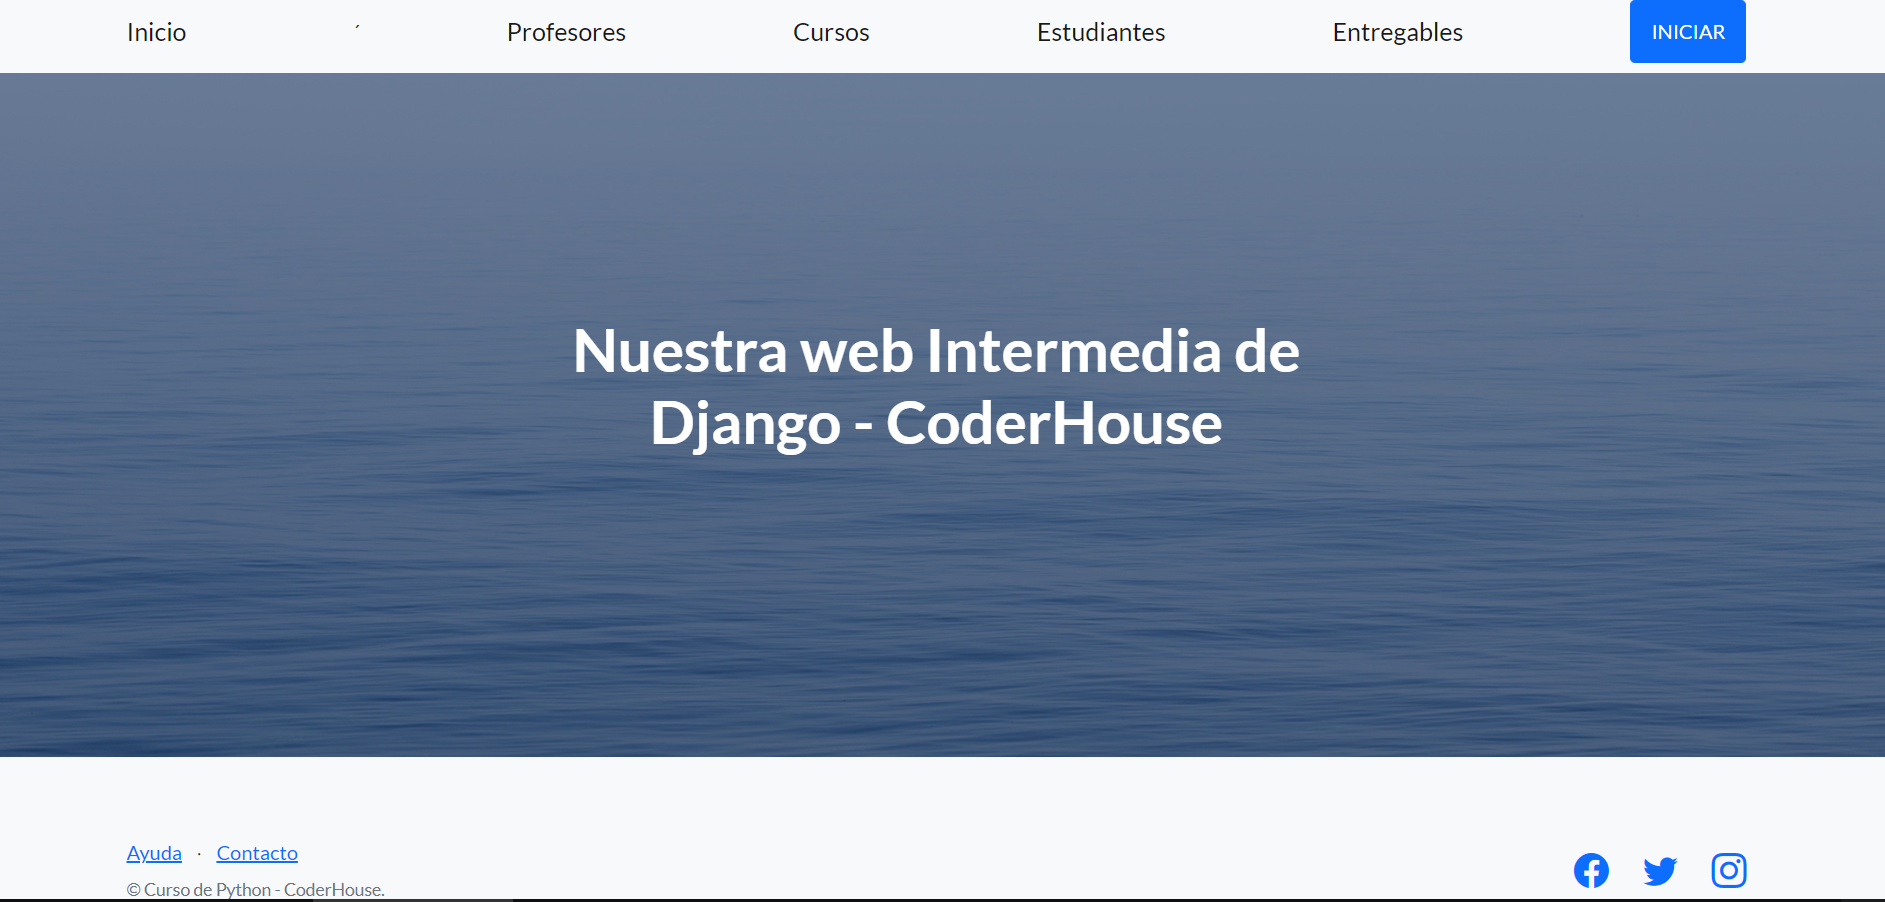 Inicio ´ Profesores Cursos Estudiantes Entregables INICIAR
Nuestra web Intermedia de
Django - CoderHouse
Ayuda · Contacto
© Curso de Python - CoderHouse.